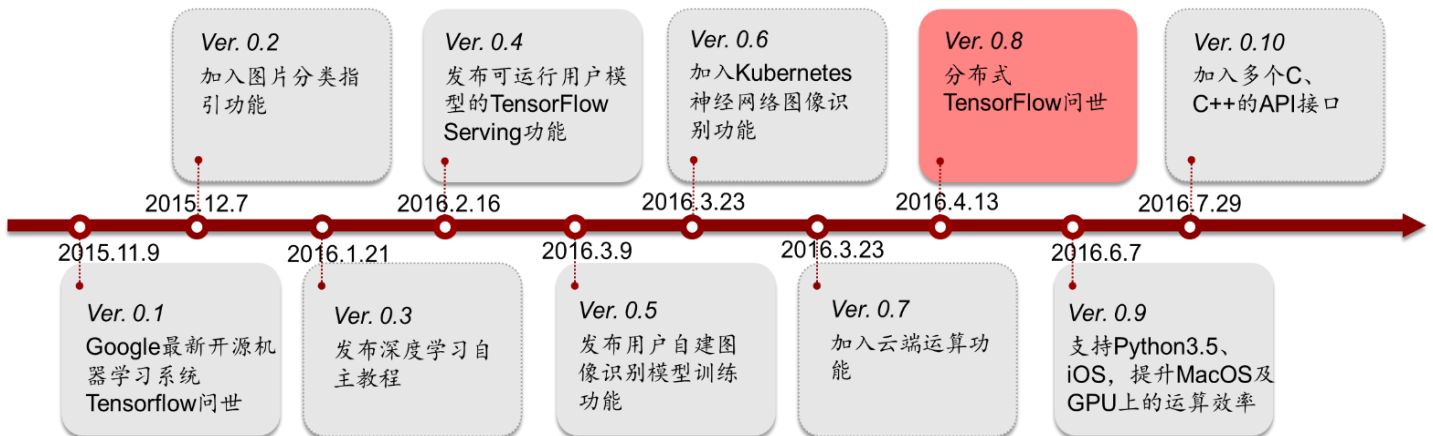 Ver. 0.2
加入图片分类指
引功能
Ver. 0.4
发布可运行用户模
型的TensorFlow
Serving功能
Ver. 0.6
加入Kubernetes
神经网络图像识
别功能
Ver. 0.8
分布式
TensorFlow问世
Ver. 0.10
加入多个C、
C++的API接口
2015.12.7
2016.2.16
2016.3.23
2016.4.13
2016.7.29
2015.11.9
2016.1.21
2016.3.9
2016.3.23
2016.6.7
Ver. 0.1
Google最新开源机
器学习系统
Tensorflow问世
Ver. 0.3
发布深度学习自
主教程
Ver. 0.5
发布用户自建图
像识别模型训练
功能
Ver. 0.7
加入云端运算功
能
Ver. 0.9
支持Python3.5、
iOS，提升MacOS及
GPU上的运算效率